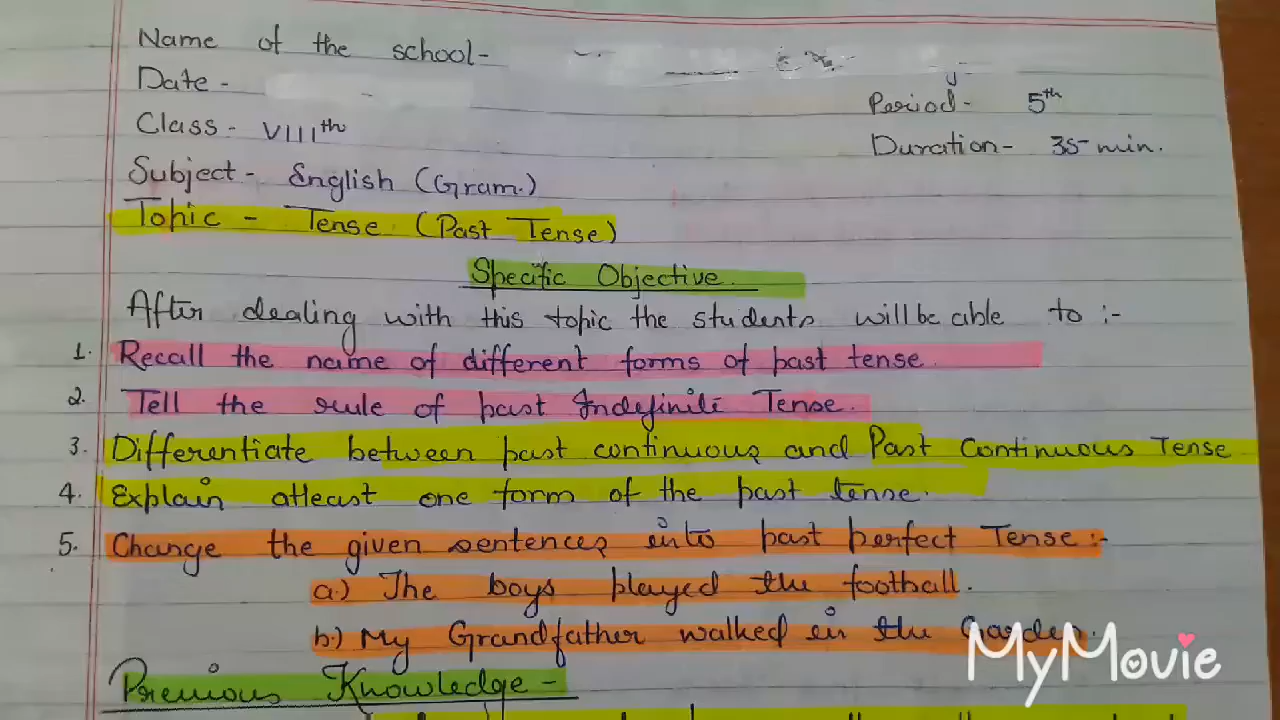 Name of the school-
Date -
Period- 5th
Class- VIIIth
Duration- 35 min.
Subject- English (Gram.)
Topic - Tense (Past Tense)
Specific Objective
After dealing with this topic the students will be able to :-
1. Recall the name of different forms of past tense.
2. Tell the rule of past Indefinite Tense.
3. Differentiate between past continuous and Past Continuous Tense
4. Explain atleast one form of the past tense.
5. Change the given sentences into past perfect Tense :-
a.) The boys played the football.
b.) My Grandfather walked in the Garden.
MyMovie
Previous Knowledge -